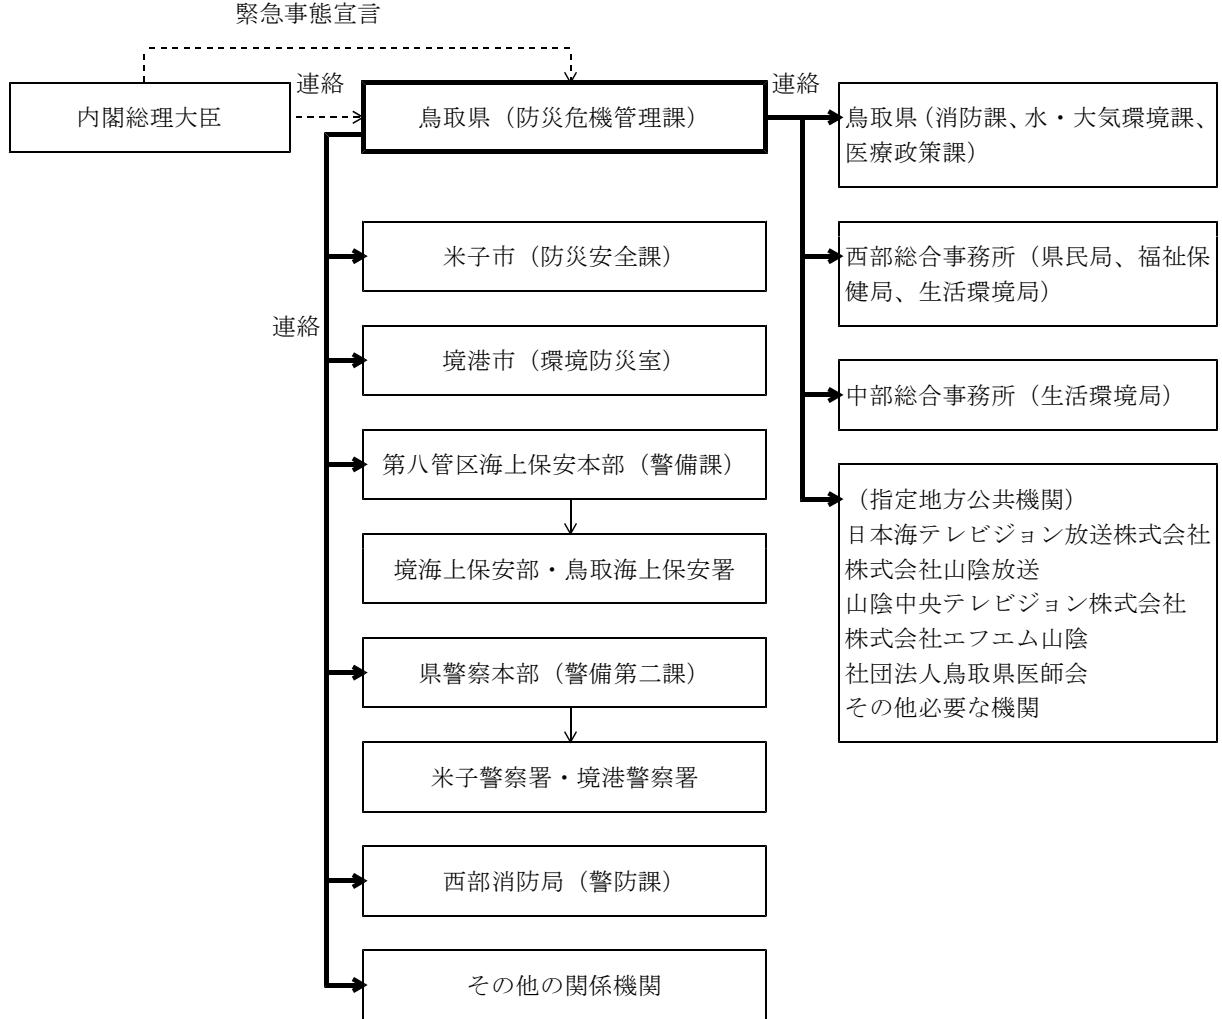 緊急事態宣言
連絡
連絡
内閣総理大臣
鳥取県（防災危機管理課）
鳥取県（消防課、水・大気環境課、
医療政策課）
米子市（防災安全課）
西部総合事務所（県民局、福祉保
健局、生活環境局）
連絡
境港市（環境防災室）
中部総合事務所（生活環境局）
第八管区海上保安本部（警備課）
（指定地方公共機関）
日本海テレビジョン放送株式会社
株式会社山陰放送
山陰中央テレビジョン株式会社
株式会社エフエム山陰
社団法人鳥取県医師会
その他必要な機関
境海上保安部・鳥取海上保安署
県警察本部（警備第二課）
米子警察署・境港警察署
西部消防局（警防課）
その他の関係機関